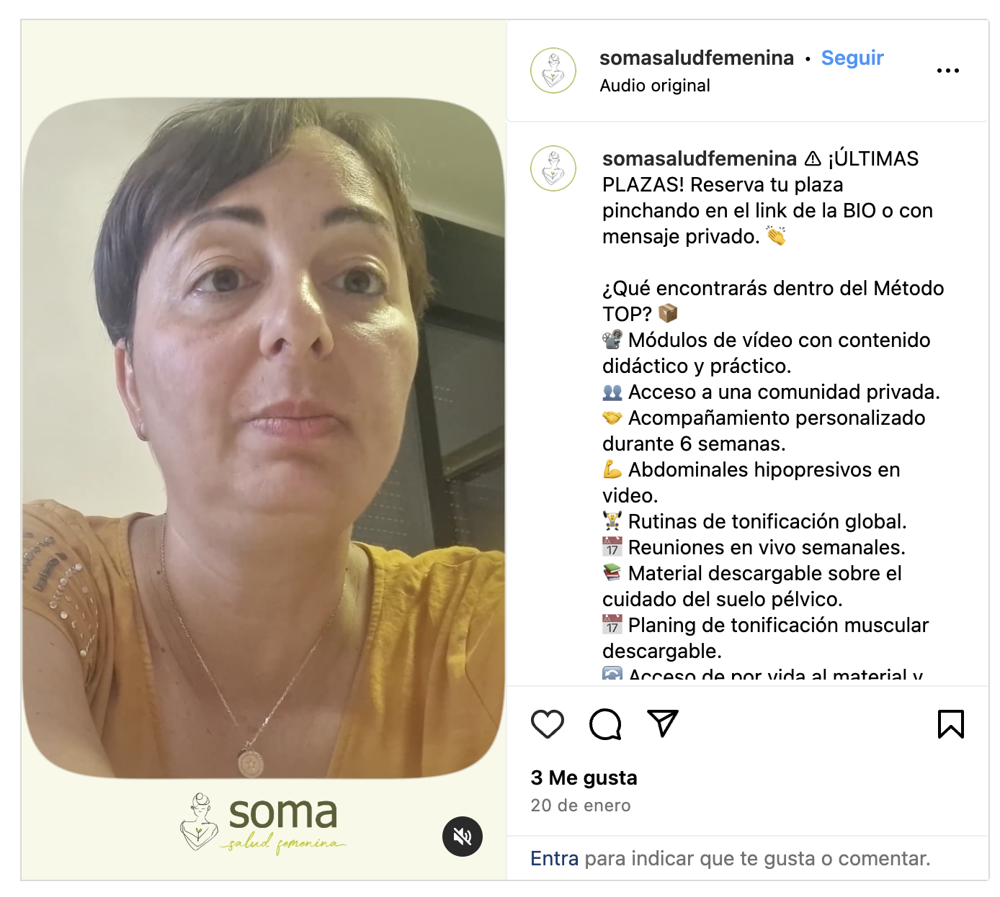 somasaludfemenina • Seguir
Audio original
somasaludfemenina ⚠ ¡ÚLTIMAS
PLAZAS! Reserva tu plaza
pinchando en el link de la BIO o con
mensaje privado. 👏
¿Qué encontrarás dentro del Método
TOP? 📦
📽 Módulos de vídeo con contenido
didáctico y práctico.
👥 Acceso a una comunidad privada.
🤝 Acompañamiento personalizado
durante 6 semanas.
💪 Abdominales hipopresivos en
video.
🏋 Rutinas de tonificación global.
📅 Reuniones en vivo semanales.
📚 Material descargable sobre el
cuidado del suelo pélvico.
📅 Planing de tonificación muscular
descargable.
🔄 Acceso de por vida al material y
3 Me gusta
20 de enero
Entra para indicar que te gusta o comentar.
soma
salud femenina